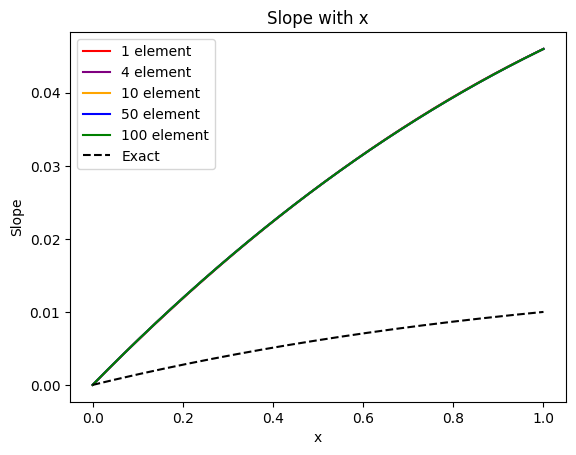 Slope with x
1 element
4 element
10 element
50 element
100 element
Exact
Slope
0.04
0.03
0.02
0.01
0.00
0.0 0.2 0.4 0.6 0.8 1.0
x